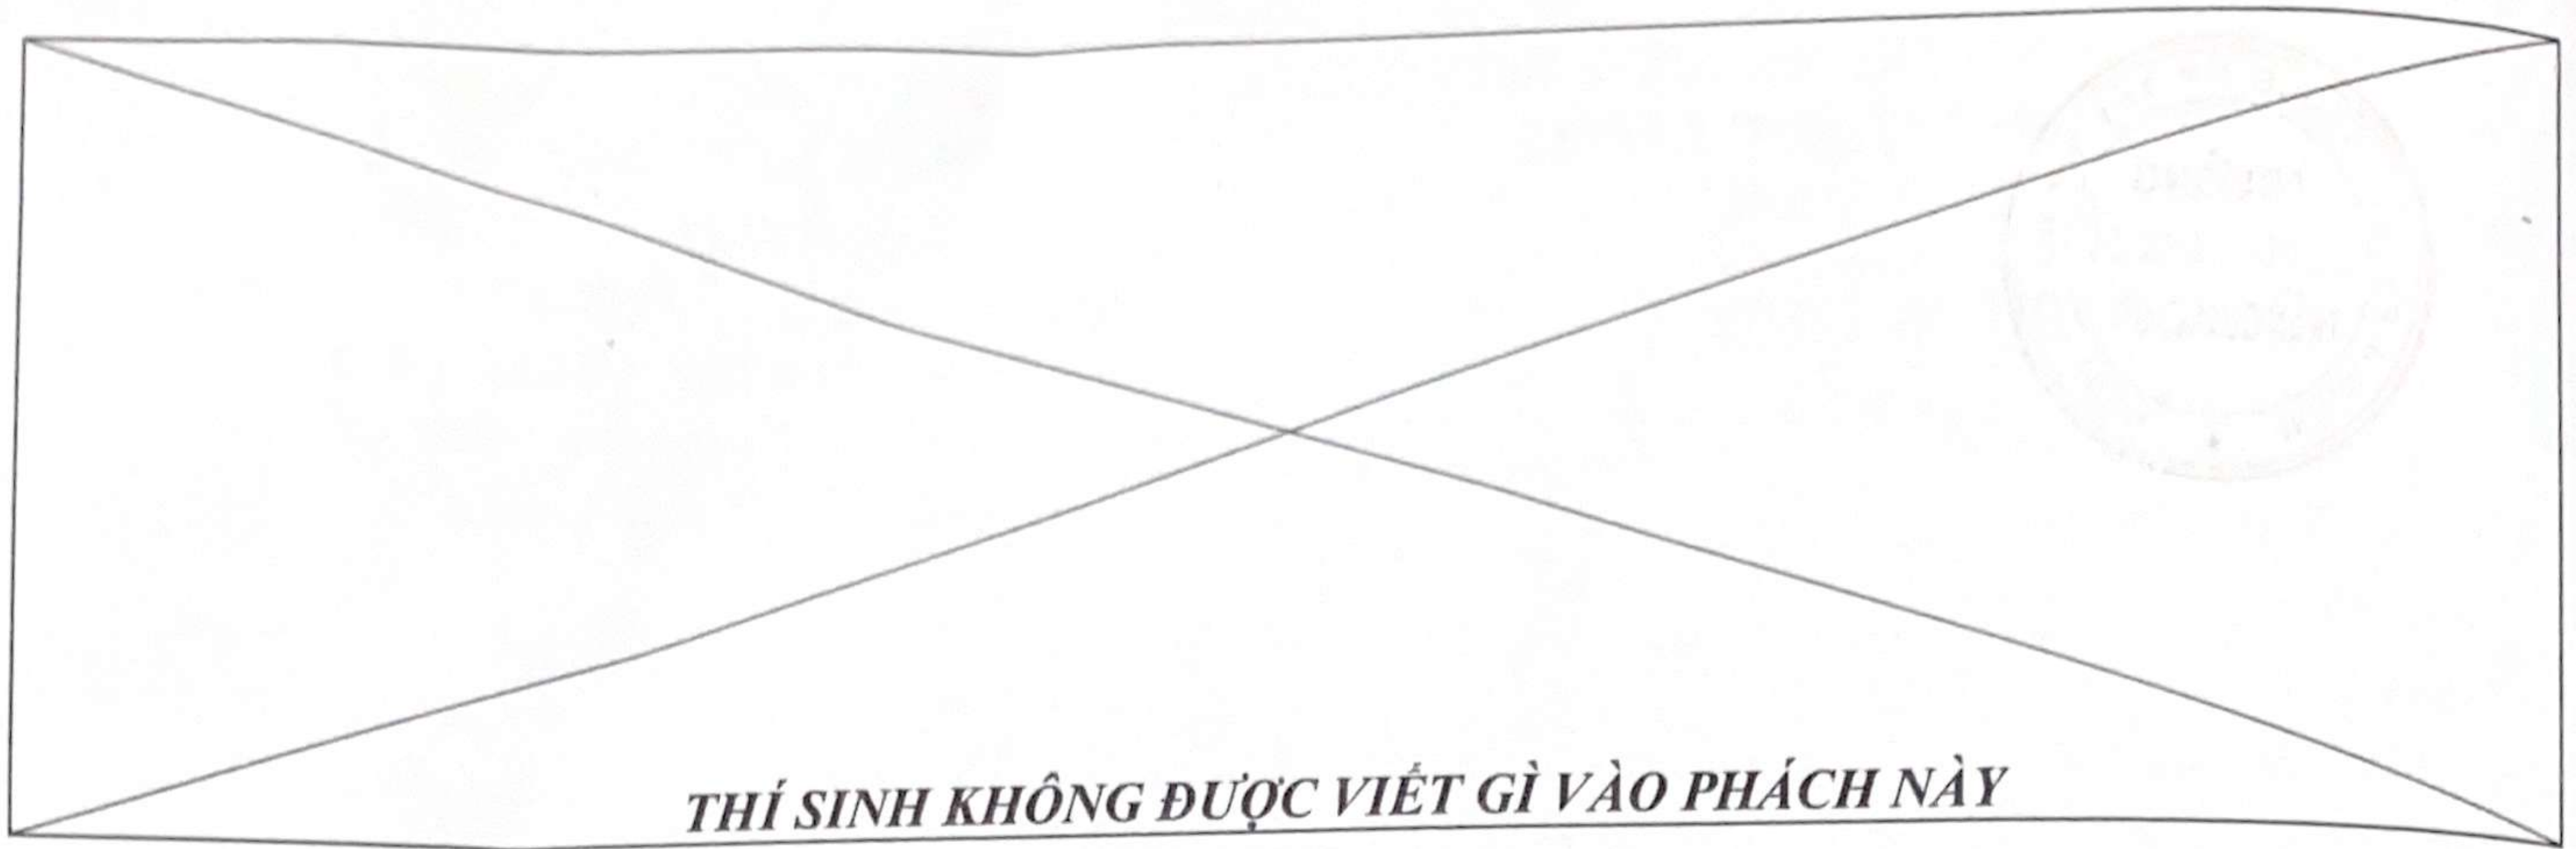 THÍ SINH KHÔNG ĐƯỢC VIẾT GÌ VÀO PHÁCH NÀY